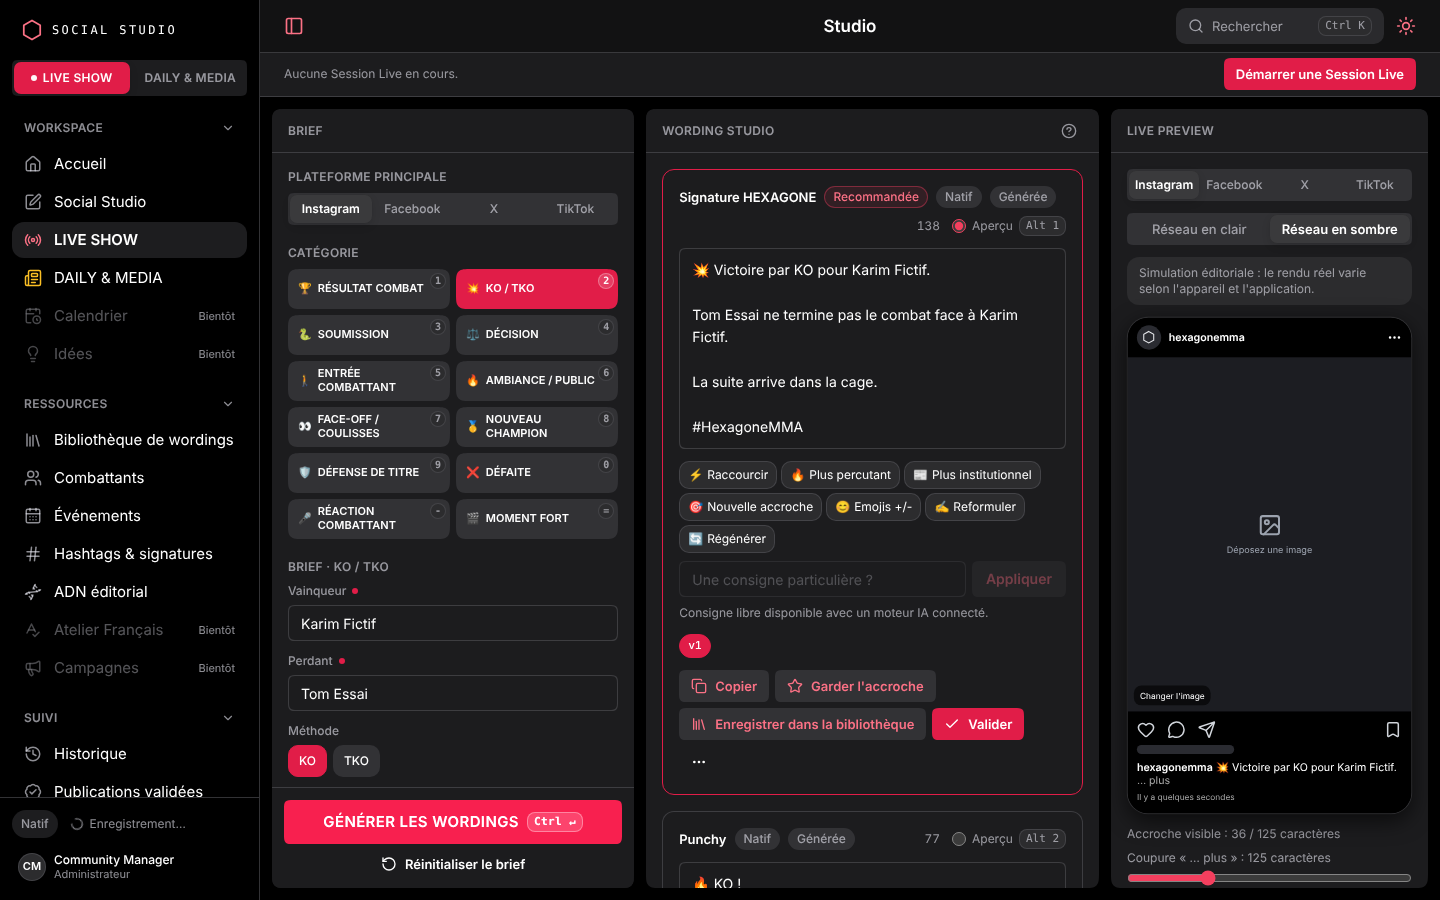 SOCIAL STUDIO
LIVE SHOW
DAILY & MEDIA
WORKSPACE
Accueil
Social Studio
LIVE SHOW
DAILY & MEDIA
Calendrier Bientôt
Idées Bientôt
RESSOURCES
Bibliothèque de wordings
Combattants
Événements
Hashtags & signatures
ADN éditorial
Atelier Français Bientôt
Campagnes Bientôt
SUIVI
Historique
Publications validées
Natif Enregistrement...
CM Community Manager
Administrateur
Studio
Rechercher Ctrl K
Aucune Session Live en cours.
Démarrer une Session Live
BRIEF
PLATEFORME PRINCIPALE
Instagram Facebook X TikTok
CATÉGORIE
RÉSULTAT COMBAT 1
KO / TKO 2
SOUMISSION 3
DÉCISION 4
ENTRÉE
COMBATTANT 5
AMBIANCE / PUBLIC 6
FACE-OFF /
COULISSES 7
NOUVEAU
CHAMPION 8
DÉFENSE DE TITRE 9
DÉFAITE 0
RÉACTION
COMBATTANT -
MOMENT FORT =
BRIEF · KO / TKO
Vainqueur
Karim Fictif
Perdant
Tom Essai
Méthode
KO TKO
GÉNÉRER LES WORDINGS Ctrl ↵
Réinitialiser le brief
WORDING STUDIO
Signature HEXAGONE Recommandée Natif Générée
138 Aperçu Alt 1
💥 Victoire par KO pour Karim Fictif.
Tom Essai ne termine pas le combat face à Karim
Fictif.
La suite arrive dans la cage.
#HexagoneMMA
⚡ Raccourcir 🔥 Plus percutant 📰 Plus institutionnel
🎯 Nouvelle accroche 😊 Emojis +/- ✍️ Reformuler
🔄 Régénérer
Une consigne particulière ? Appliquer
Consigne libre disponible avec un moteur IA connecté.
v1
Copier Garder l'accroche
Enregistrer dans la bibliothèque Valider
...
Punchy Natif Générée 77 Aperçu Alt 2
🔥 KO !
LIVE PREVIEW
Instagram Facebook X TikTok
Réseau en clair Réseau en sombre
Simulation éditoriale : le rendu réel varie
selon l'appareil et l'application.
hexagonemma
Déposez une image
Changer l'image
hexagonemma 💥 Victoire par KO pour Karim Fictif.
... plus
Il y a quelques secondes
Accroche visible : 36 / 125 caractères
Coupure « ... plus » : 125 caractères